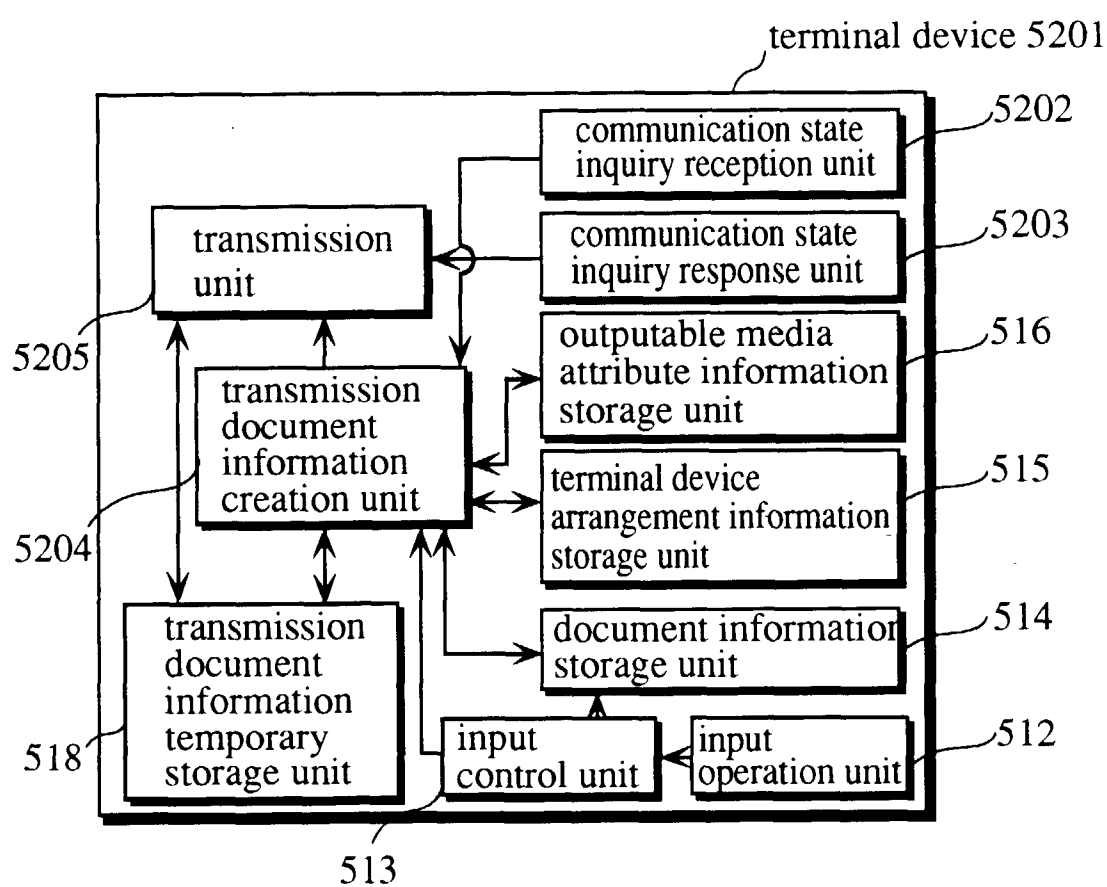 terminal device 5201
communication state
inquiry reception unit
5202
communication state
inquiry response unit
5203
transmission
unit
5205
outputable media
attribute information
storage unit
516
transmission
document
information
creation unit
5204
terminal device
arrangement information
storage unit
515
document information
storage unit
514
transmission
document
information
temporary
storage unit
518
input
control unit
513
input
operation unit
512